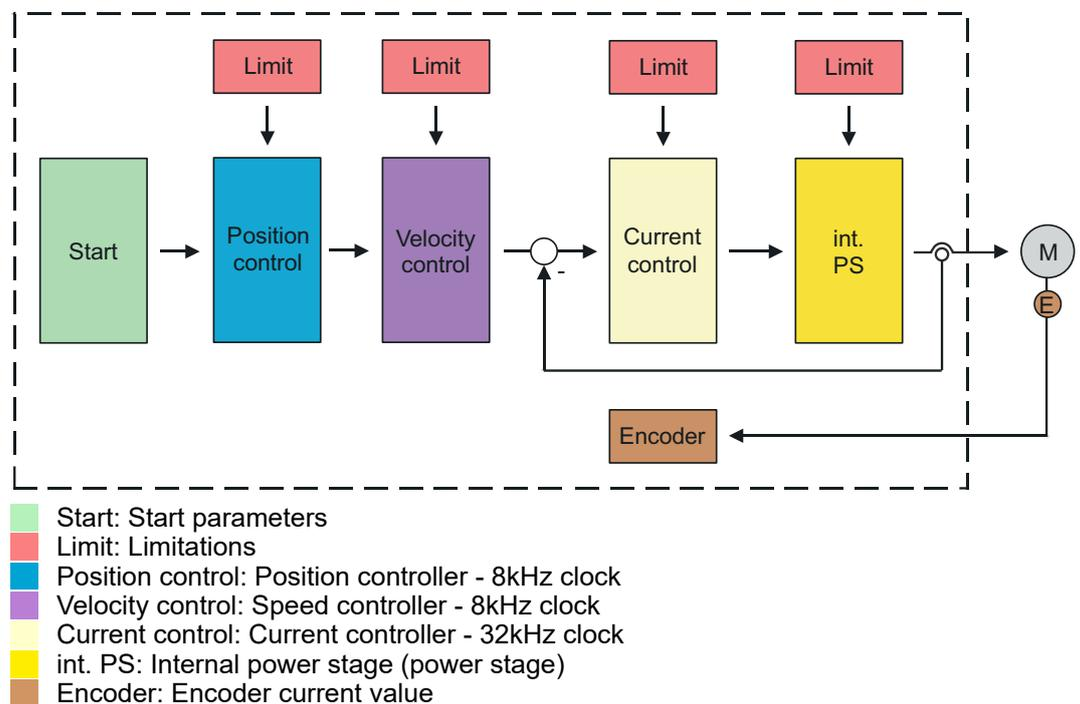 Limit
Limit
Limit
Limit
Start
Position
control
Velocity
control
-
Current
control
int.
PS
M
E
Encoder
Start: Start parameters
Limit: Limitations
Position control: Position controller - 8kHz clock
Velocity control: Speed controller - 8kHz clock
Current control: Current controller - 32kHz clock
int. PS: Internal power stage (power stage)
Encoder: Encoder current value